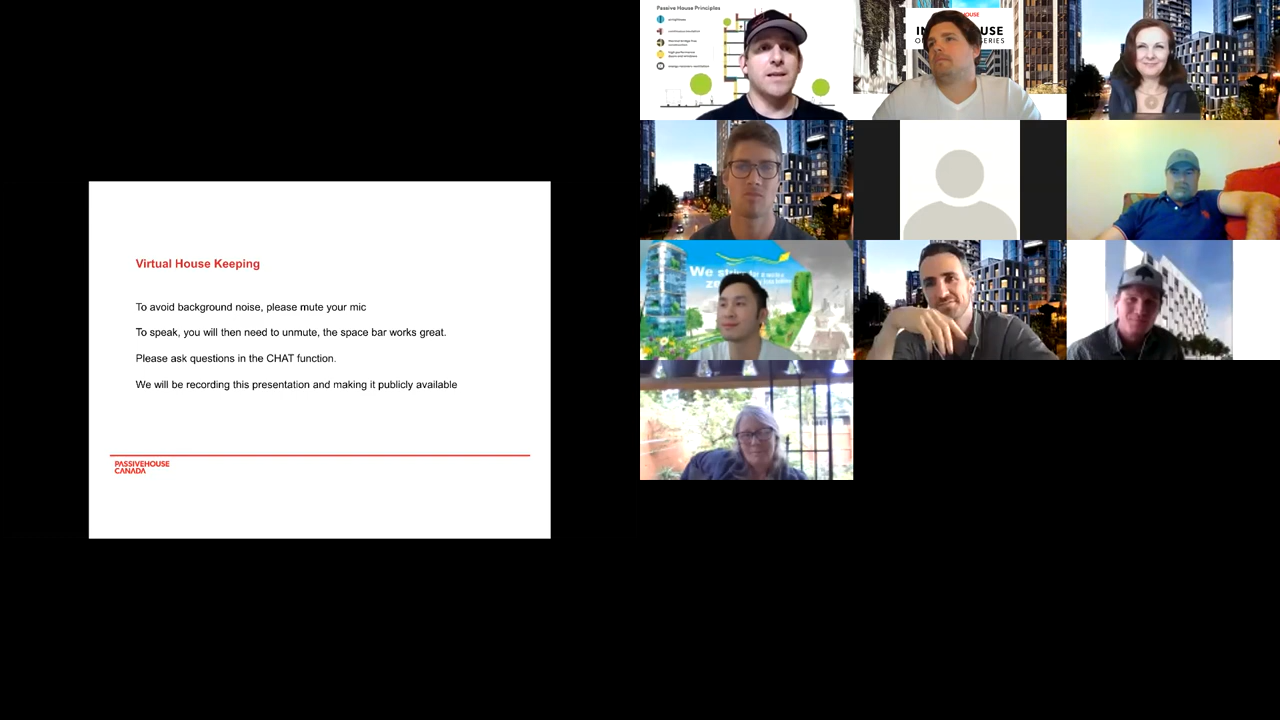 Virtual House Keeping
To avoid background noise, please mute your mic
To speak, you will then need to unmute, the space bar works great.
Please ask questions in the CHAT function.
We will be recording this presentation and making it publicly available
PASSIVEHOUSE
CANADA
Passive House Principles
We